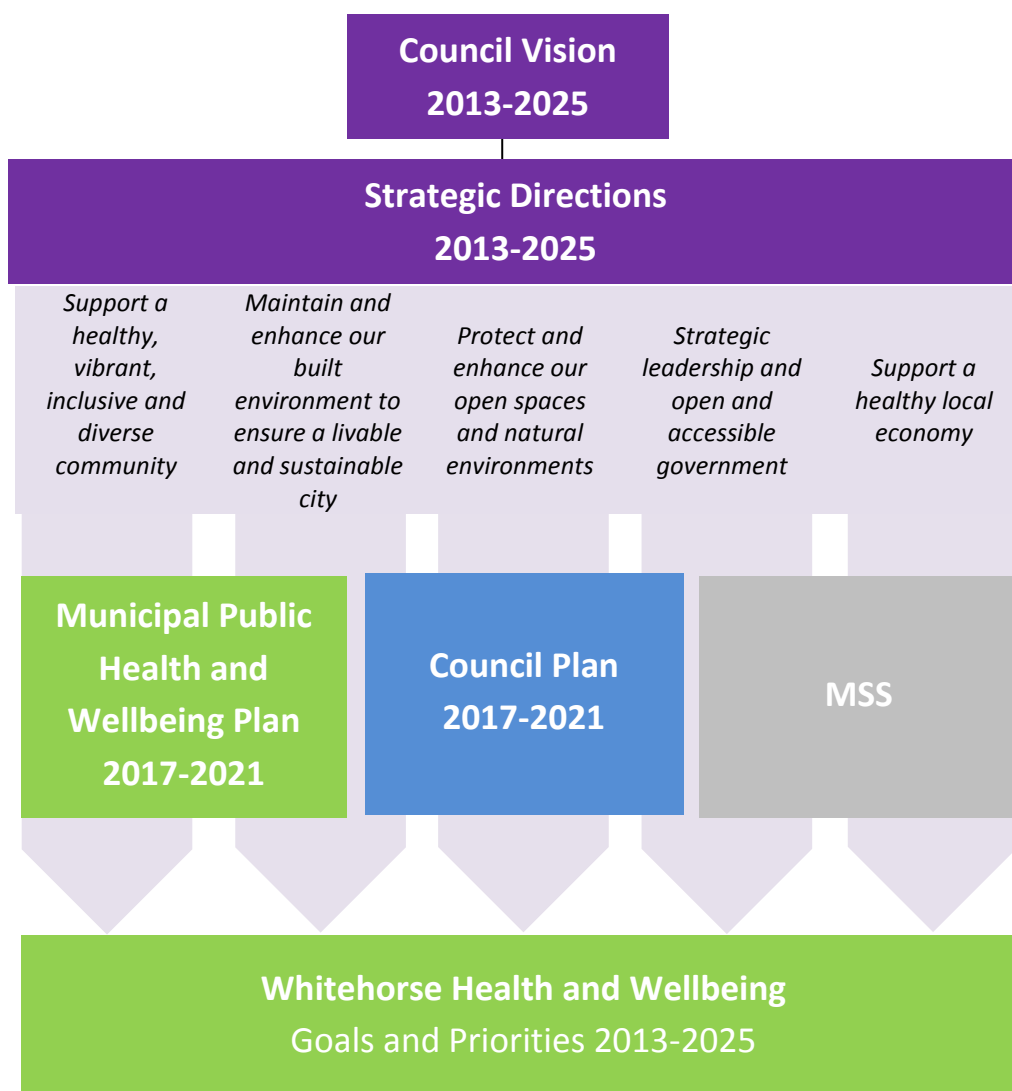 Council Vision
2013-2025
Strategic Directions
2013-2025
Support a
healthy,
vibrant,
inclusive and
diverse
community
Maintain and
enhance our
built
environment to
ensure a livable
and sustainable
city
Protect and
enhance our
open spaces
and natural
environments
Strategic
leadership and
open and
accessible
government
Support a
healthy local
economy
Municipal Public
Health and
Wellbeing Plan
2017-2021
Council Plan
2017-2021
MSS
Whitehorse Health and Wellbeing
Goals and Priorities 2013-2025